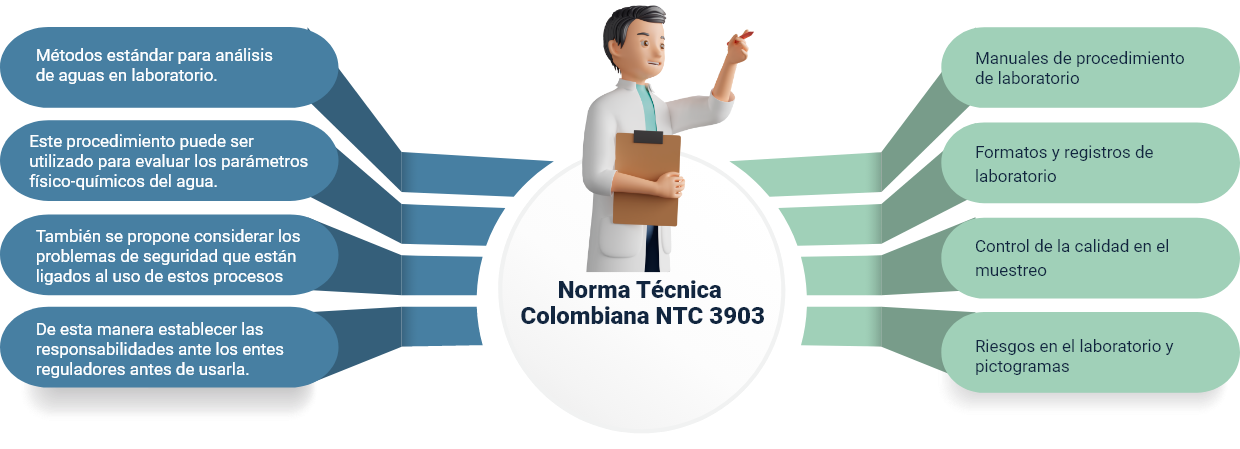 Métodos estándar para análisis
de aguas en laboratorio.
Este procedimiento puede ser
utilizado para evaluar los parámetros
físico-químicos del agua.
También se propone considerar los
problemas de seguridad que están
ligados al uso de estos procesos
De esta manera establecer las
responsabilidades ante los entes
reguladores antes de usarla.
Norma Técnica
Colombiana NTC 3903
Manuales de procedimiento
de laboratorio
Formatos y registros de
laboratorio
Control de la calidad en el
muestreo
Riesgos en el laboratorio y
pictogramas